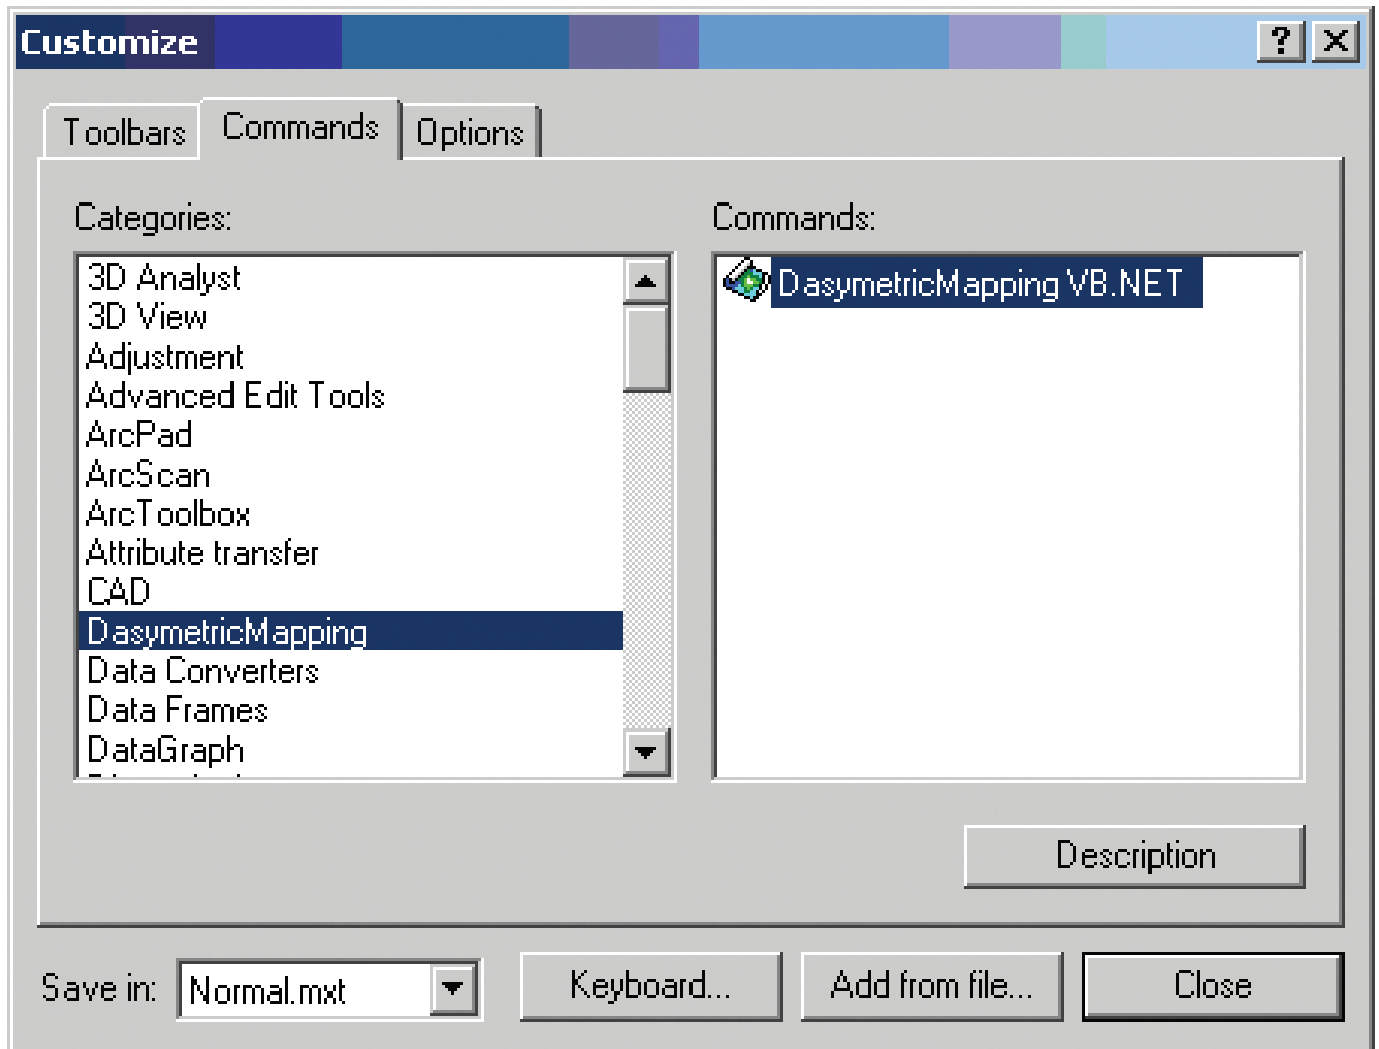 Customize
?
Toolbars Commands Options
Categories:
3D Analyst
3D View
Adjustment
Advanced Edit Tools
ArcPad
ArcScan
ArcToolbox
Attribute transfer
CAD
DasymetricMapping
Data Converters
Data Frames
DataGraph
Commands:
DasymetricMapping VB.NET
Description
Save in: Normal.mxt Keyboard... Add from file... Close